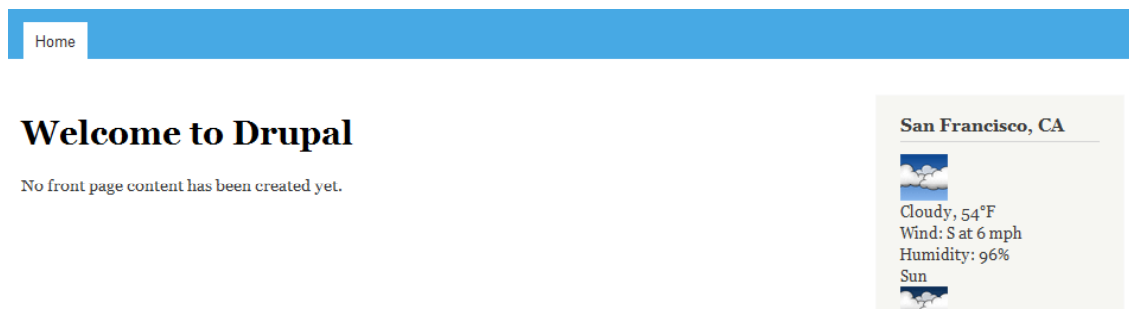 Home
Welcome to Drupal
No front page content has been created yet.
San Francisco, CA
Cloudy, 54°F
Wind: S at 6 mph
Humidity: 96%
Sun